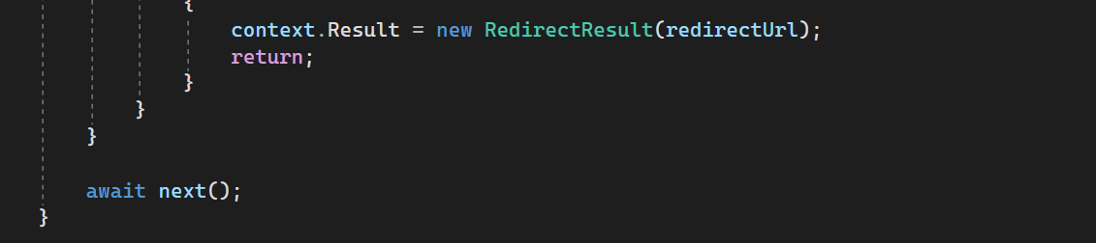 {
context.Result = new RedirectResult(redirectUrl);
return;
}
}
}
await next();
}